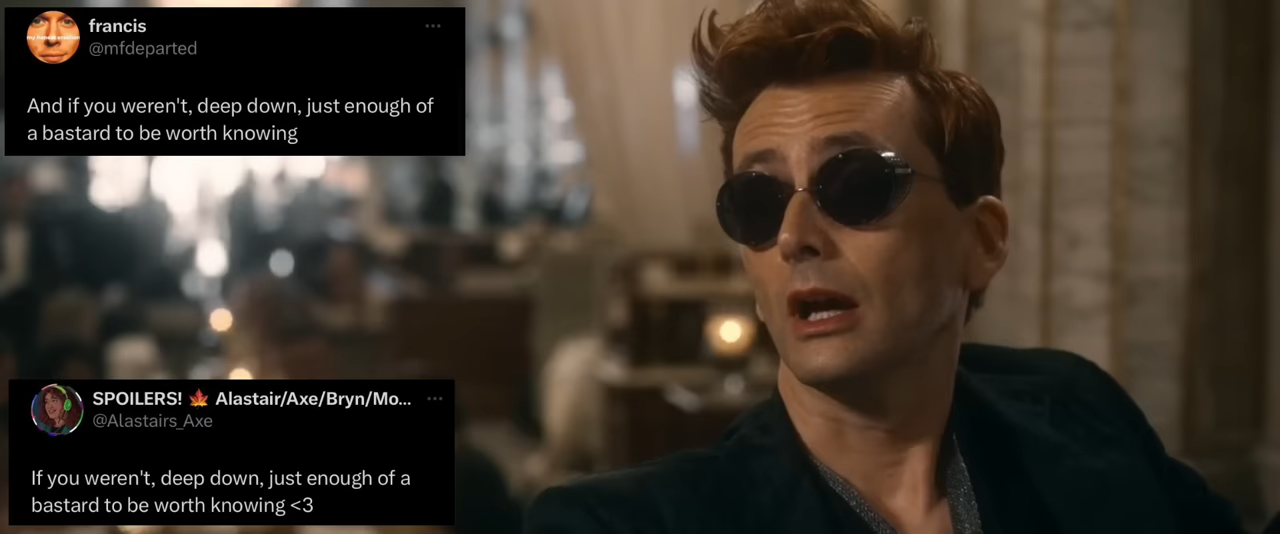 francis
@mfdeparted
And if you weren't, deep down, just enough of
a bastard to be worth knowing
SPOILERS! 🍁 Alastair/Axe/Bryn/Mo...
@Alastairs_Axe
If you weren't, deep down, just enough of a
bastard to be worth knowing <3